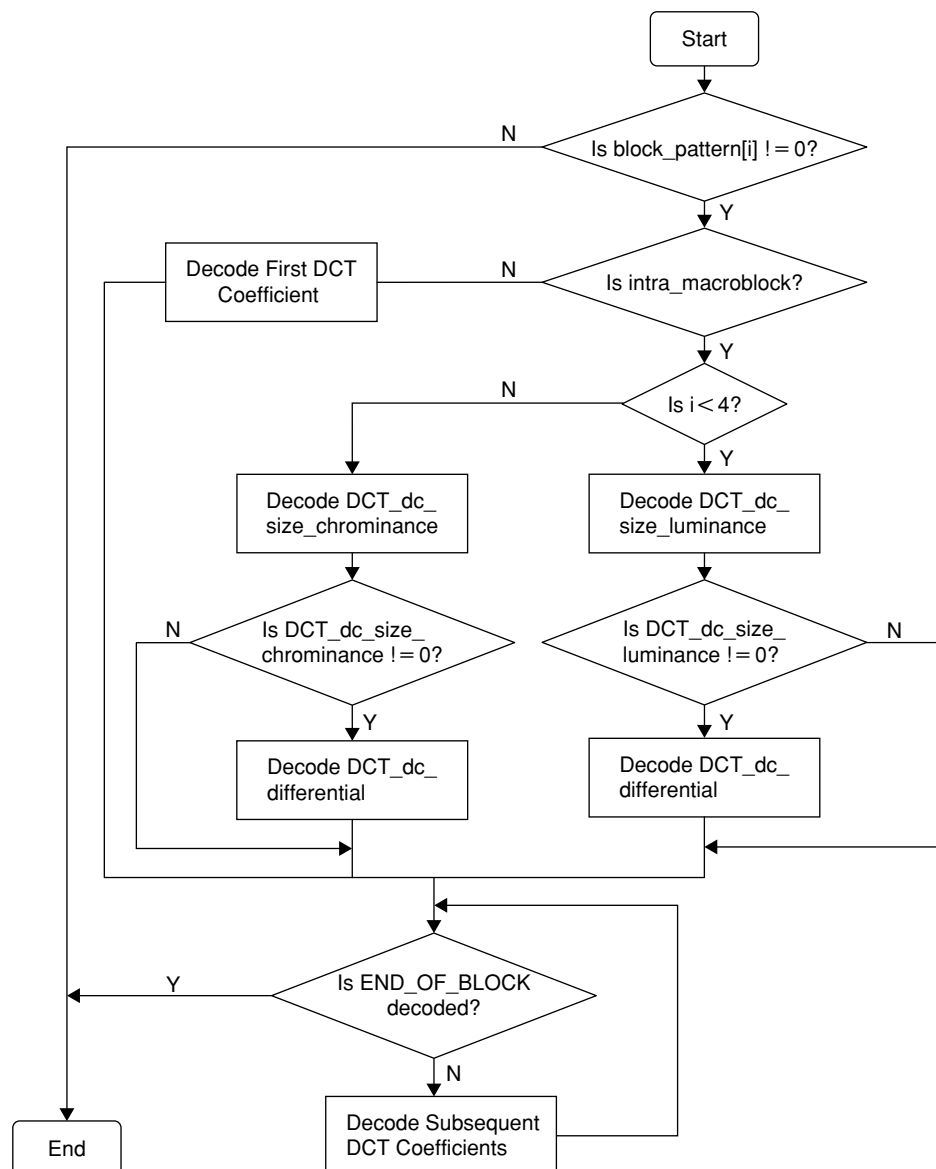 Start
N
Is block_pattern[i] != 0?
Y
Decode First DCT
Coefficient
N
Is intra_macroblock?
Y
N
Is i < 4?
Y
Decode DCT_dc_
size_chrominance
Decode DCT_dc_
size_luminance
N
Is DCT_dc_size_
chrominance != 0?
Is DCT_dc_size_
luminance != 0?
N
Y
Y
Decode DCT_dc_
differential
Decode DCT_dc_
differential
Y
Is END_OF_BLOCK
decoded?
N
Decode Subsequent
DCT Coefficients
End